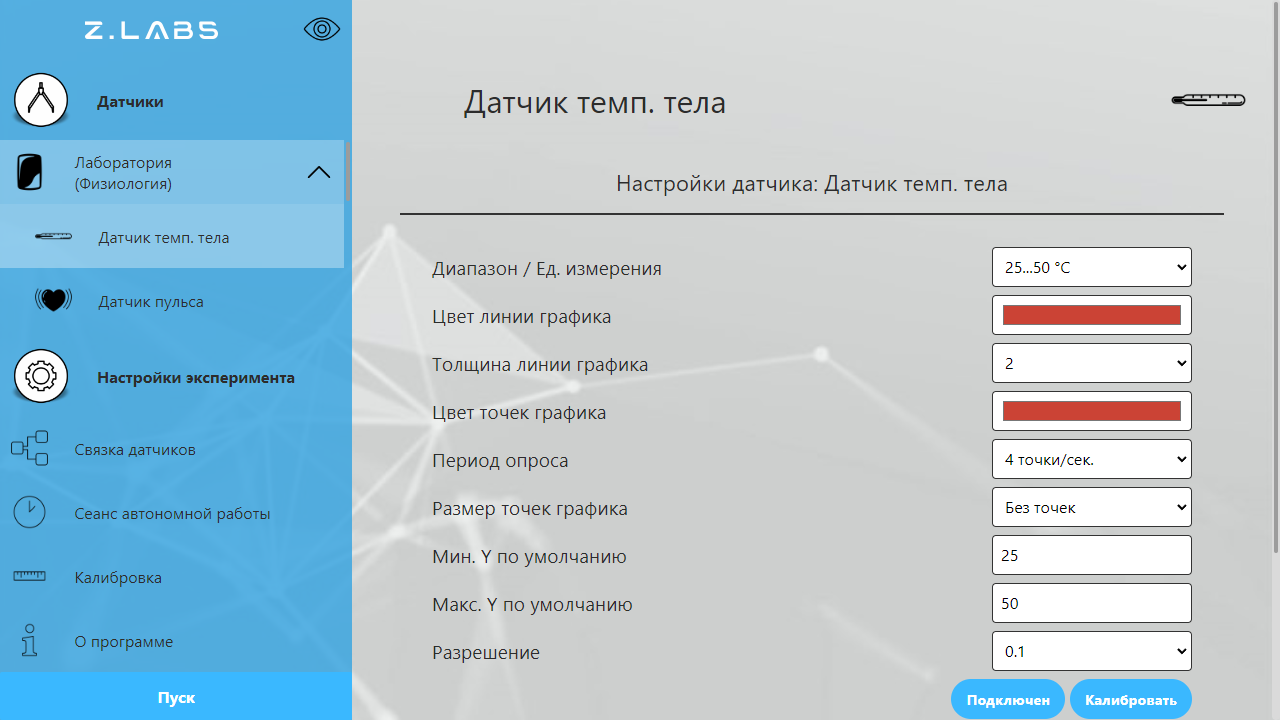 Z.LABS
Датчики
Лаборатория
(Физиология)
Датчик темп. тела
Датчик пульса
Настройки эксперимента
Связка датчиков
Сеанс автономной работы
Калибровка
О программе
Пуск
Датчик темп. тела
Настройки датчика: Датчик темп. тела
Диапазон / Ед. измерения
25...50 °C
Цвет линии графика
Толщина линии графика
2
Цвет точек графика
Период опроса
4 точки/сек.
Размер точек графика
Без точек
Мин. Y по умолчанию
25
Макс. Y по умолчанию
50
Разрешение
0.1
Подключен
Калибровать